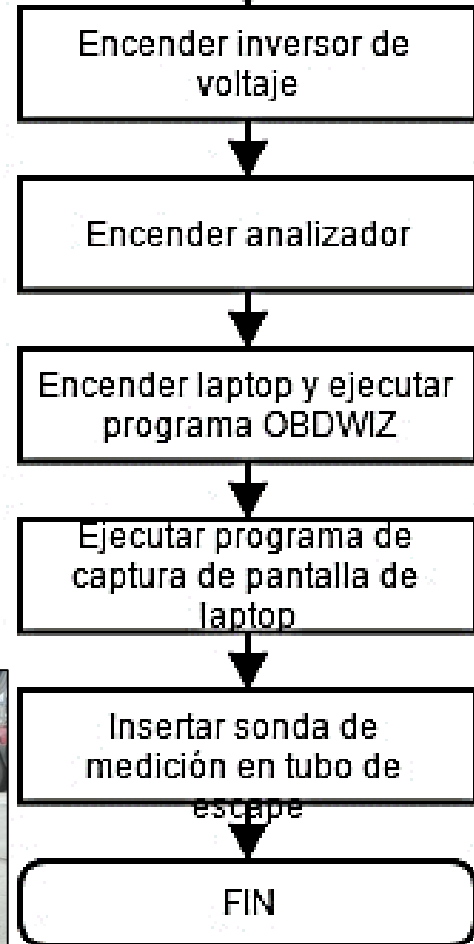 Encender inversor de
voltaje
Encender analizador
Encender laptop y ejecutar
programa OBDWIZ
Ejecutar programa de
captura de pantalla de
laptop
Insertar sonda de
medición en tubo de
escape
FIN